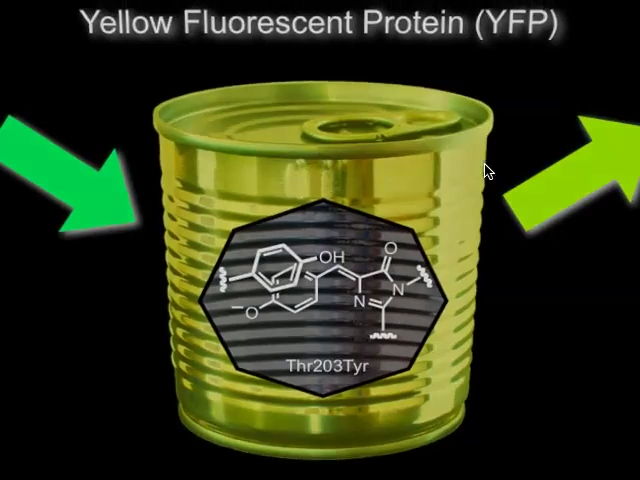 Yellow Fluorescent Protein (YFP)
OH
O
N
N
−O
Thr203Tyr